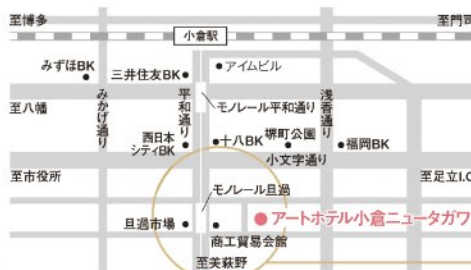 至博多
至門司
小倉駅
みずほBK
三井住友BK
アイムビル
至八幡
みかげ通り
平和通り
モノレール平和通り
浅香通り
西日本
シティBK
十八BK
堺町公園
福岡BK
小文字通り
至市役所
至足立I.C
モノレール旦過
アートホテル小倉ニュータガワ
旦過市場
商工貿易会館
至美萩野